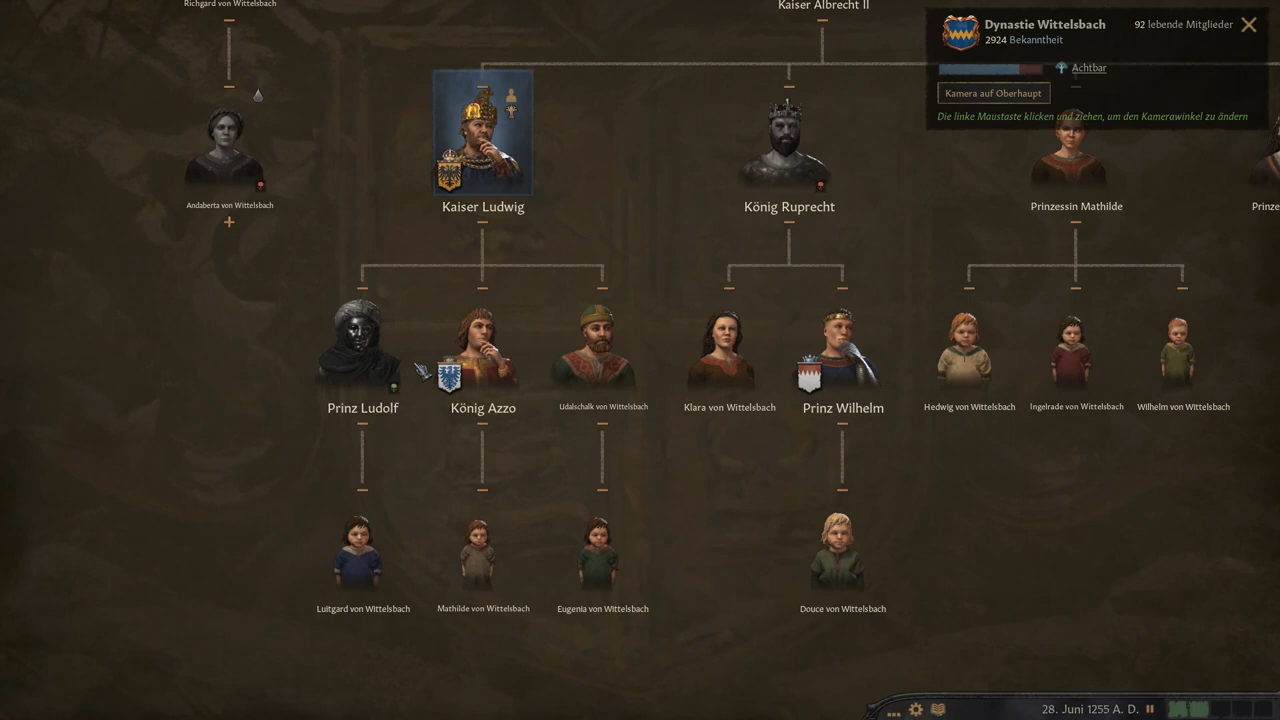 Richgard von Wittelsbach
Kaiser Albrecht II
Dynastie Wittelsbach
92 lebende Mitglieder
2924 Bekanntheit
Achtbar
Kamera auf Oberhaupt
Die linke Maustaste klicken und ziehen, um den Kamerawinkel zu ändern
Andaberta von Wittelsbach
Kaiser Ludwig
König Ruprecht
Prinzessin Mathilde
Prinze
Prinz Ludolf
König Azzo
Udalschalk von Wittelsbach
Klara von Wittelsbach
Prinz Wilhelm
Hedwig von Wittelsbach
Ingelrade von Wittelsbach
Wilhelm von Wittelsbach
Luitgard von Wittelsbach
Mathilde von Wittelsbach
Eugenia von Wittelsbach
Douce von Wittelsbach
28. Juni 1255 A. D.